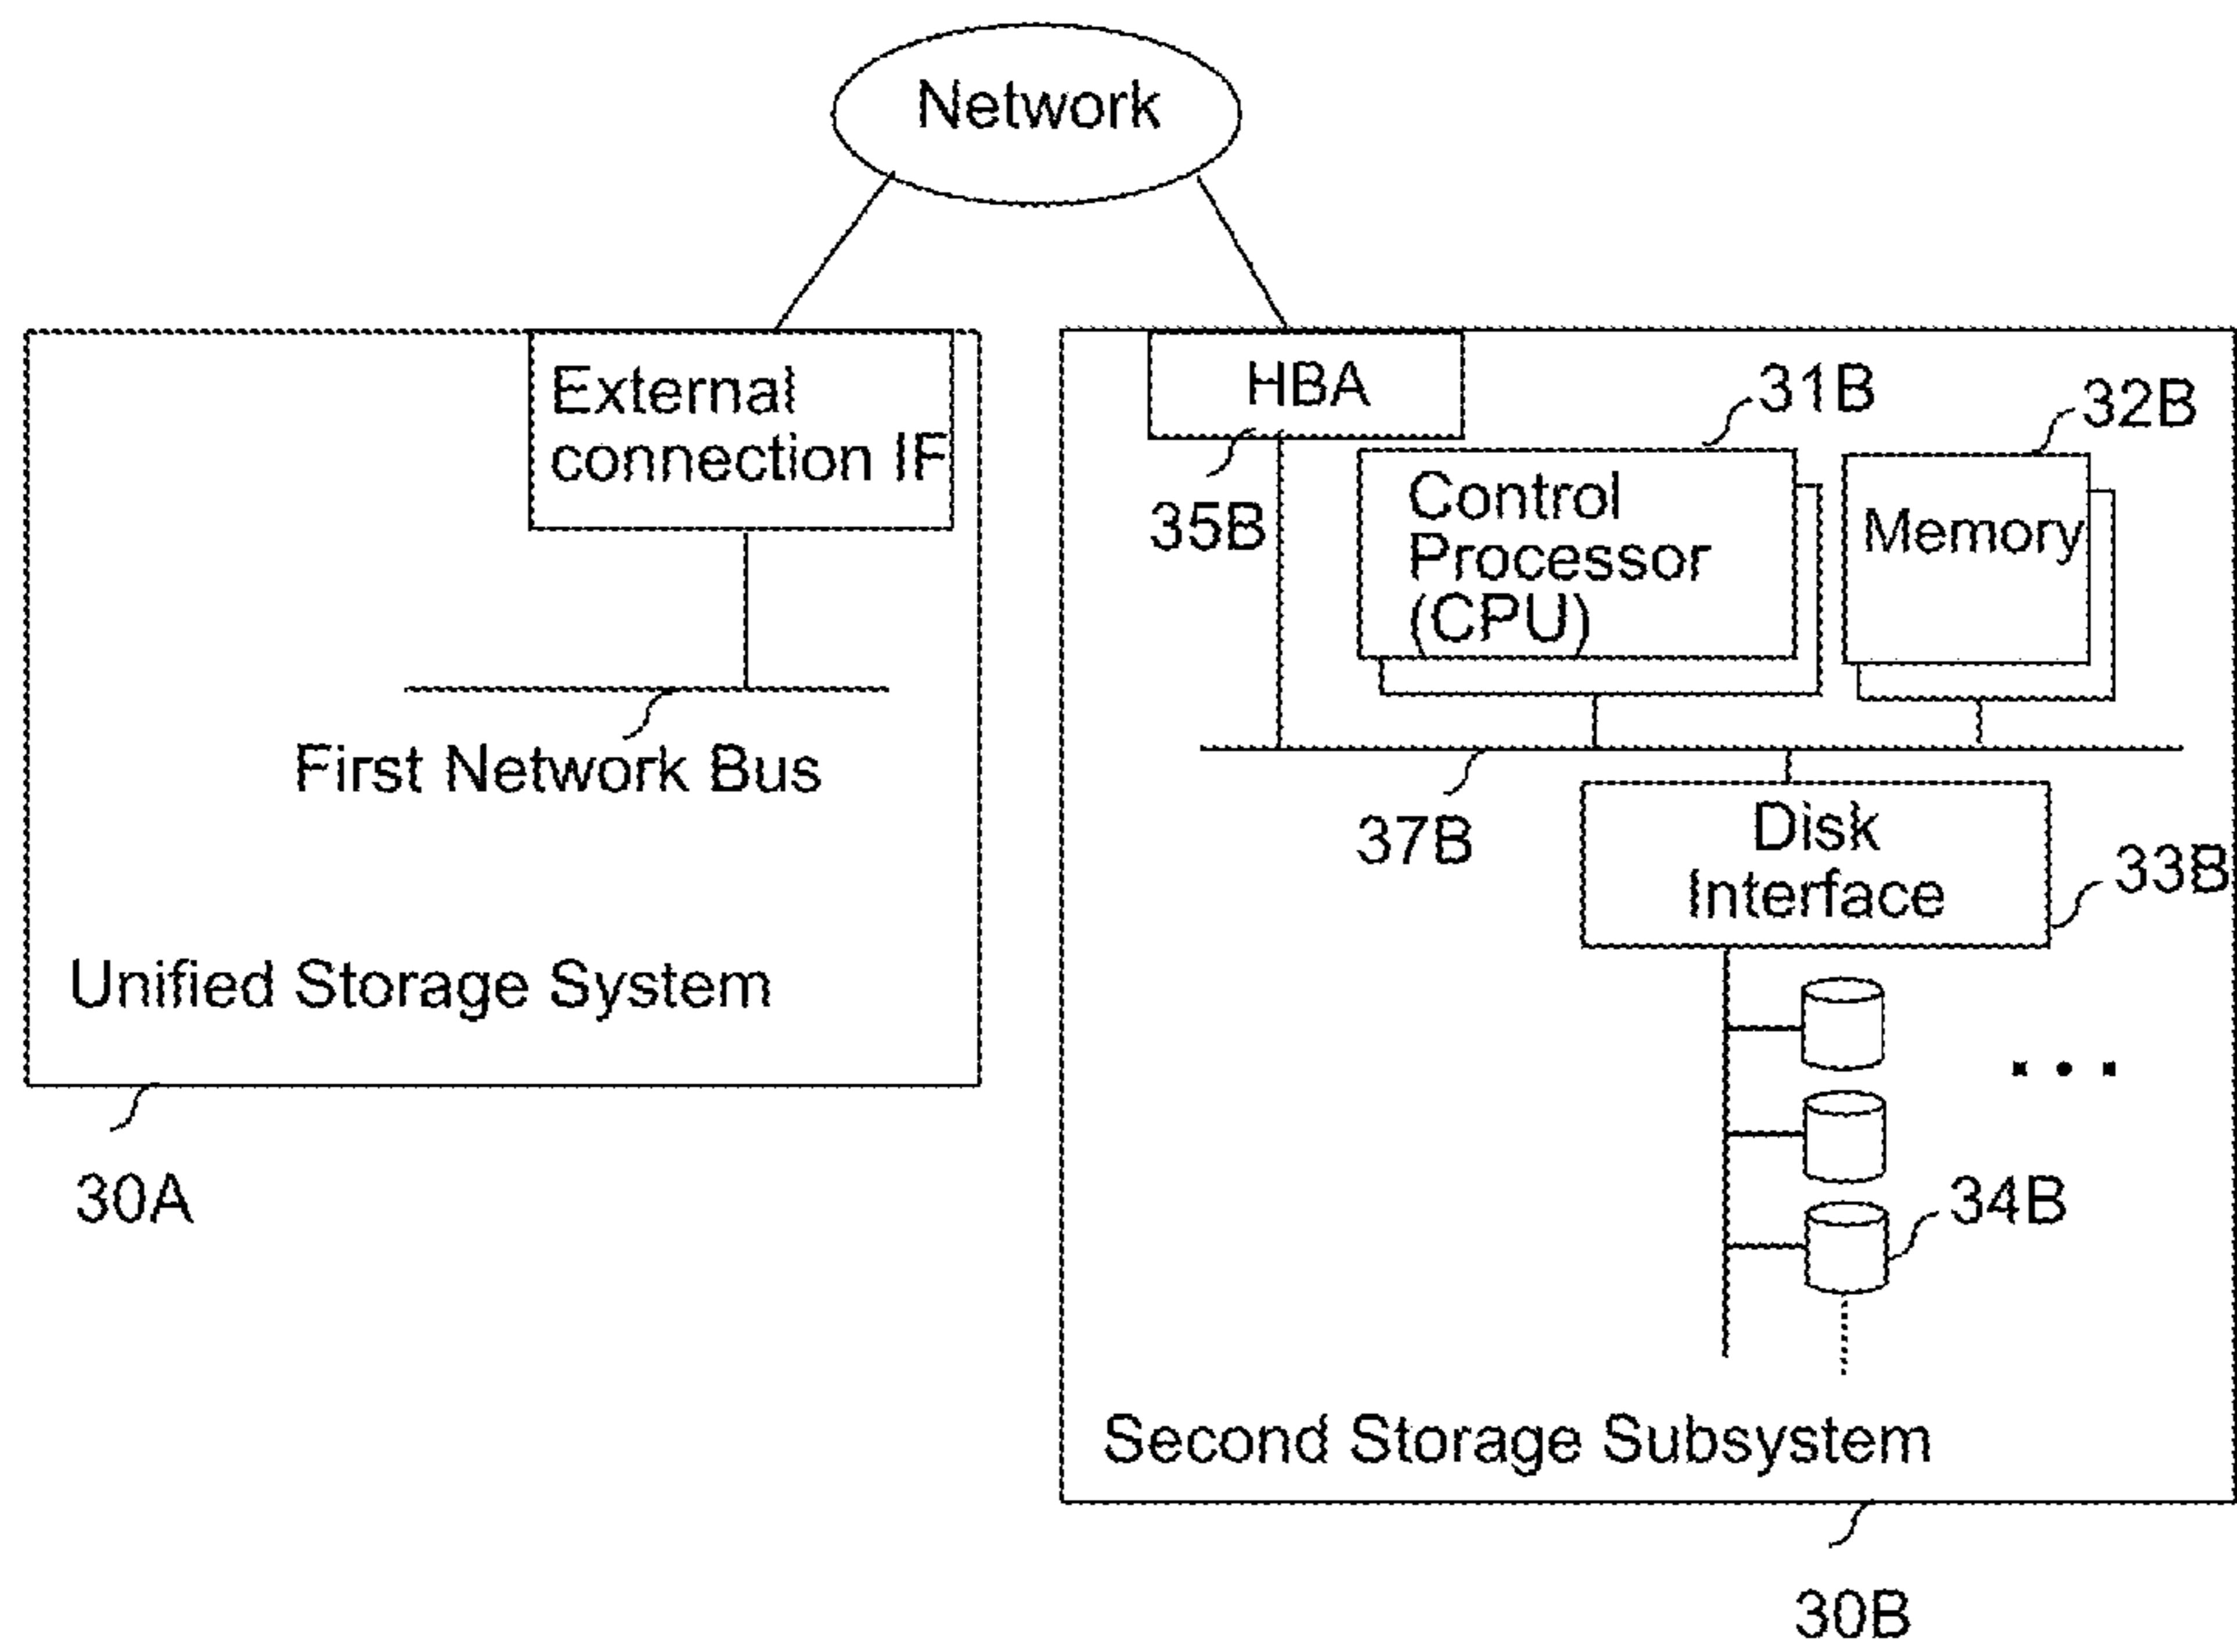 Network
External
connection IF
First Network Bus
Unified Storage System
30A
HBA
35B
31B
Control
Processor
(CPU)
32B
Memory
37B
Disk
Interface
33B
34B
Second Storage Subsystem
30B